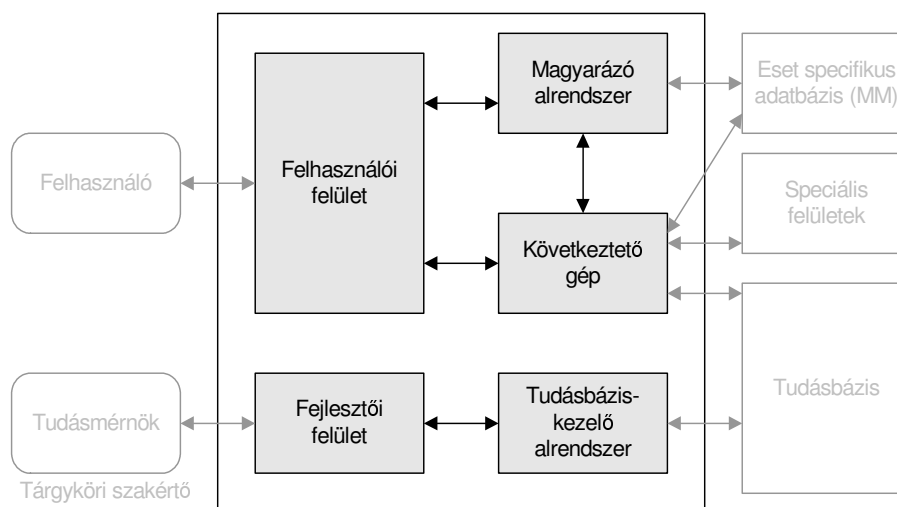 Magyarázó
alrendszer
Eset specifikus
adatbázis (MM)
Felhasználó
Felhasználói
felület
Speciális
felületek
Következtető
gép
Tudásmérnök
Fejlesztői
felület
Tudásbázis-
kezelő
alrendszer
Tudásbázis
Tárgyköri szakértő